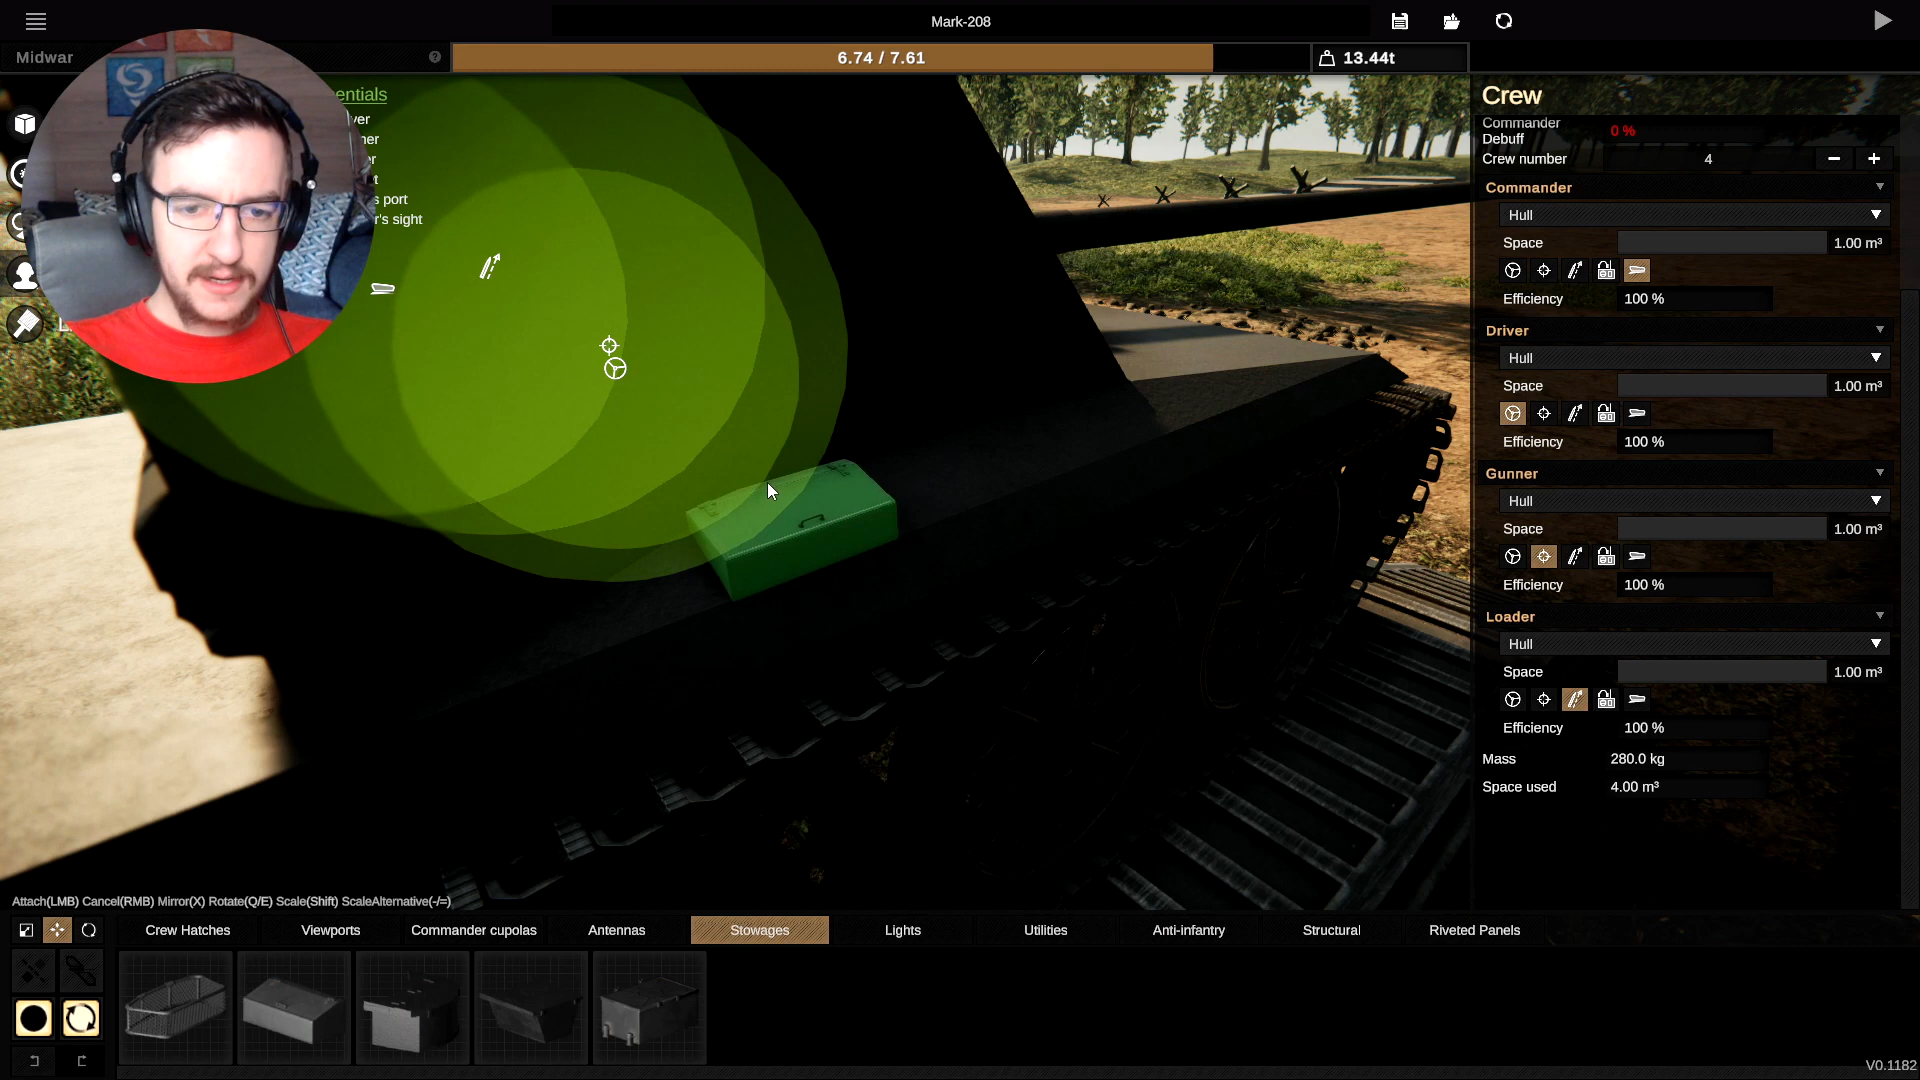 Mark-208
Midwar
?
6.74 / 7.61
13.44t
entials
ver
ner
er
t
s port
r's sight
L
Crew
Commander
Debuff
0 %
Crew number
4
Commander
Hull
Space
1.00 m³
Efficiency
100 %
Driver
Hull
Space
1.00 m³
Efficiency
100 %
Gunner
Hull
Space
1.00 m³
Efficiency
100 %
Loader
Hull
Space
1.00 m³
Efficiency
100 %
Mass
280.0 kg
Space used
4.00 m³
Attach(LMB) Cancel(RMB) Mirror(X) Rotate(Q/E) Scale(Shift) ScaleAlternative(-/=)
Crew Hatches
Viewports
Commander cupolas
Antennas
Stowages
Lights
Utilities
Anti-infantry
Structural
Riveted Panels
V0.1182